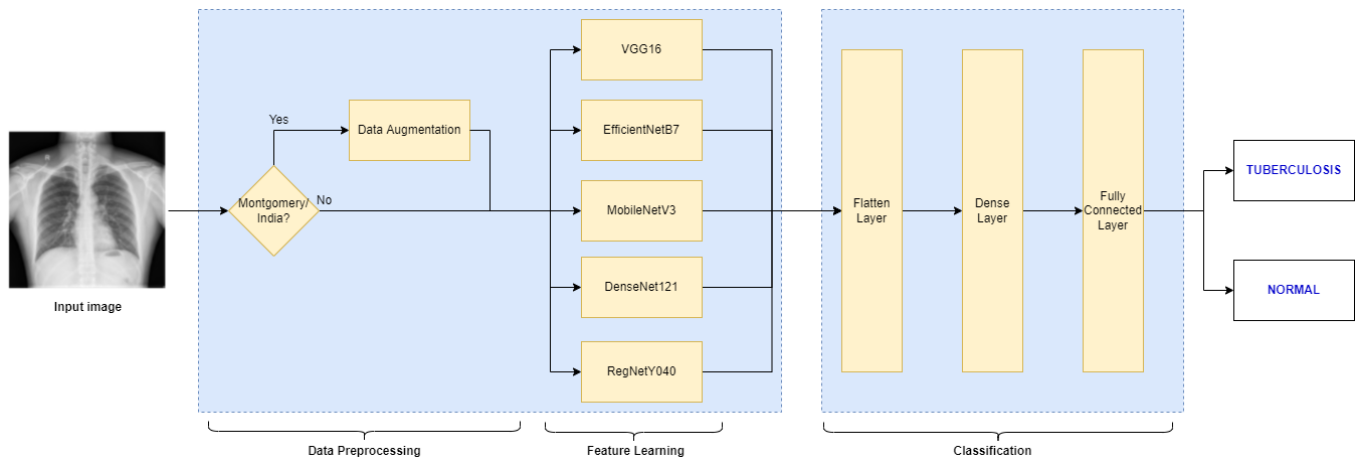 Input image
Montgomery/
India?
Yes
No
Data Augmentation
VGG16
EfficientNetB7
MobileNetV3
DenseNet121
RegNetY040
Flatten
Layer
Dense
Layer
Fully
Connected
Layer
TUBERCULOSIS
NORMAL
Data Preprocessing
Feature Learning
Classification